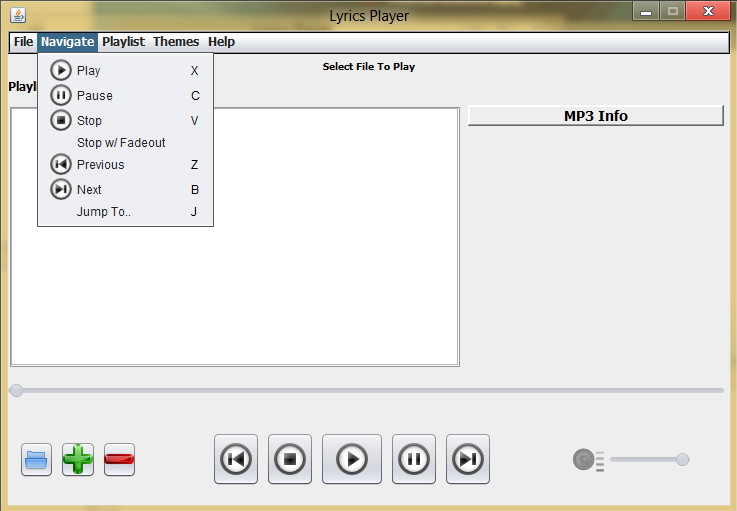 Lyrics Player
File Navigate Playlist Themes Help
Select File To Play
Play X
Pause C
Stop V
Stop w/ Fadeout
Previous Z
Next B
Jump To.. J
MP3 Info